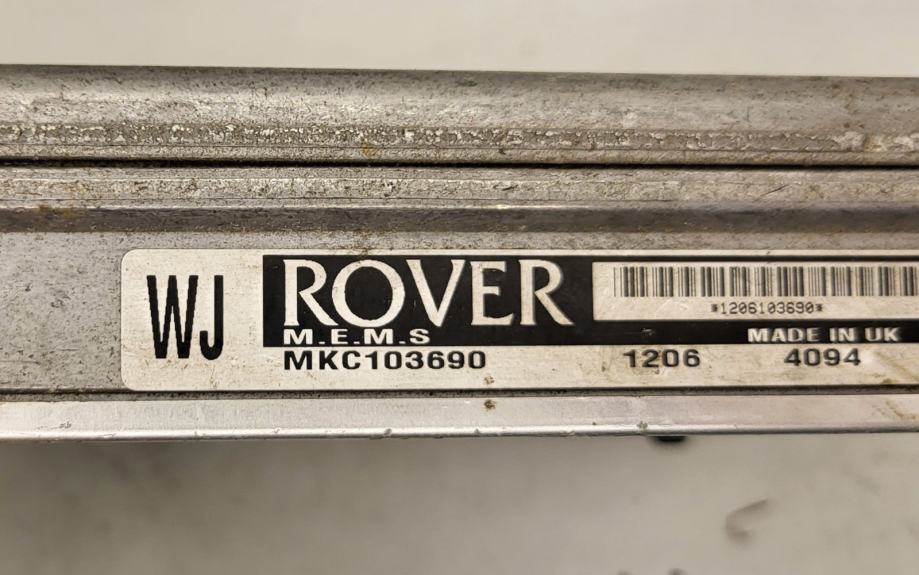 WJ
ROVER
*1206103690*
M.E.M.S
MADE IN UK
MKC103690 1206 4094